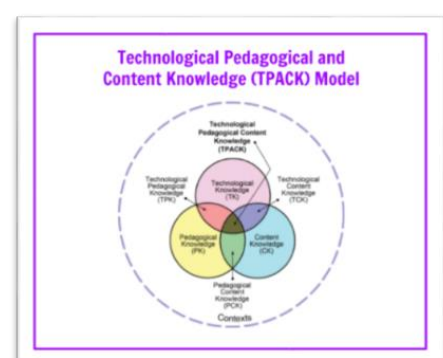 Technological Pedagogical and
Content Knowledge (TPACK) Model
Technological
Pedagogical Content
Knowledge
(TPACK)
Technological
Pedagogical
Knowledge
(TPK)
Technological
Knowledge
(TK)
Technological
Content
Knowledge
(TCK)
Pedagogical
Knowledge
(PK)
Content
Knowledge
(CK)
Pedagogical
Content
Knowledge
(PCK)
Contexts